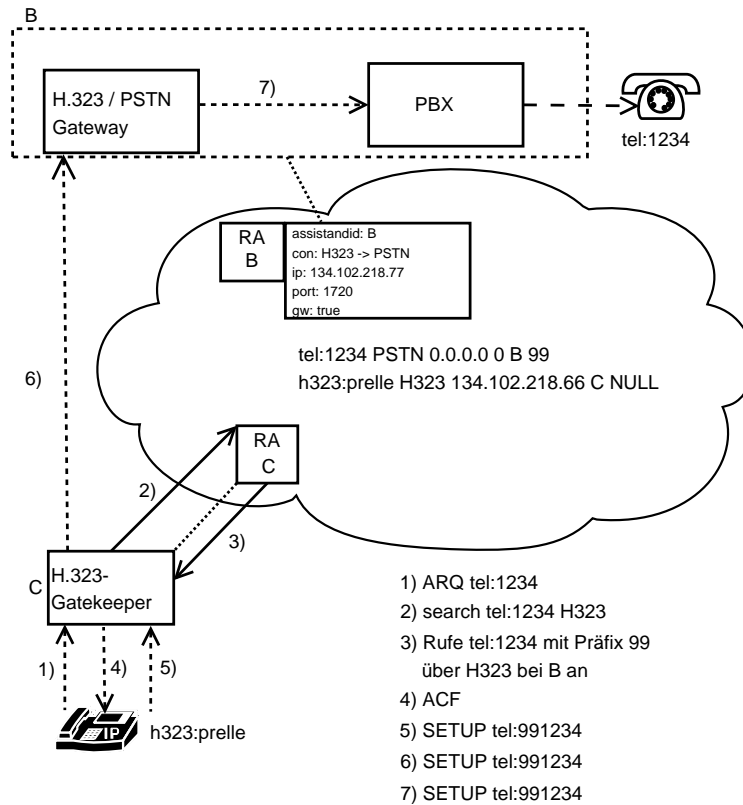 B
H.323 / PSTN
Gateway
7)
PBX
tel:1234
RA
B
assistandid: B
con: H323 -> PSTN
ip: 134.102.218.77
port: 1720
gw: true
tel:1234 PSTN 0.0.0.0 0 B 99
h323:prelle H323 134.102.218.66 C NULL
6)
RA
C
2)
3)
C
H.323-
Gatekeeper
1)
4)
5)
IP
h323:prelle
1) ARQ tel:1234
2) search tel:1234 H323
3) Rufe tel:1234 mit Präfix 99
über H323 bei B an
4) ACF
5) SETUP tel:991234
6) SETUP tel:991234
7) SETUP tel:991234